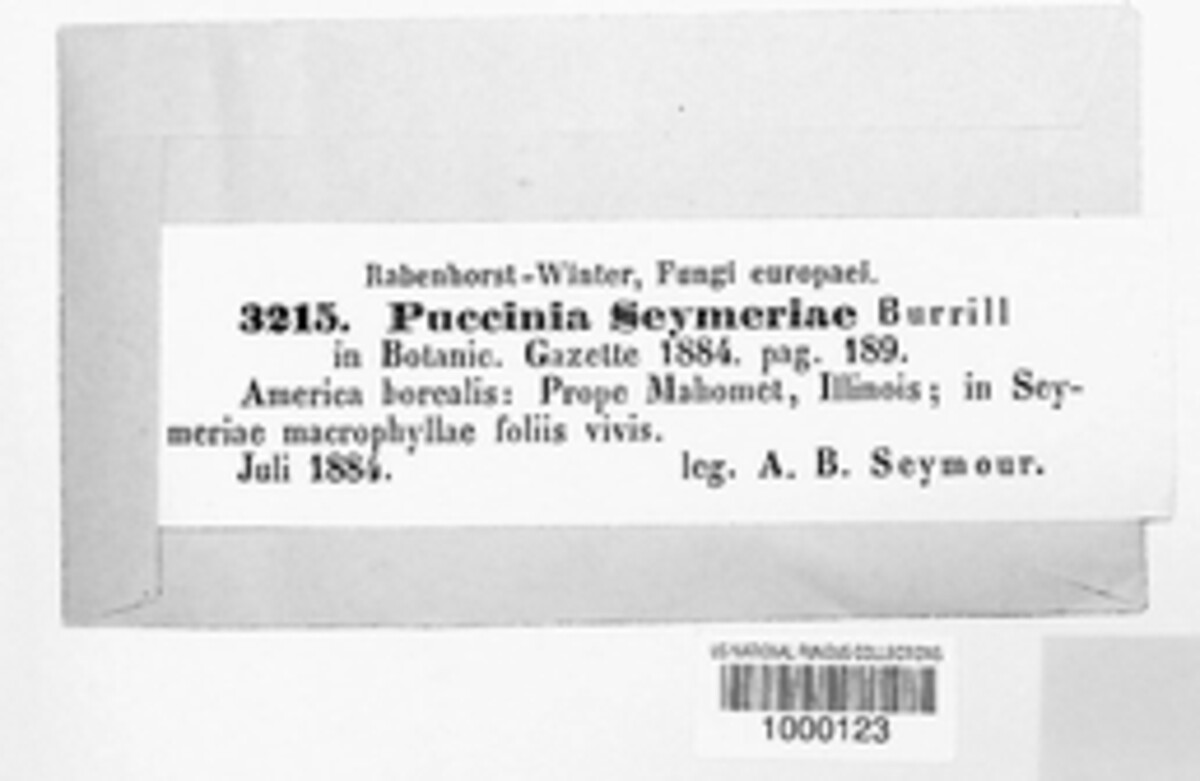 Rabenhorst-Winter, Fungi europaei.
3215. Puccinia Seymeriae Burrill
in Botanic. Gazette 1884. pag. 189.
America borealis: Prope Mahomet, Illinois; in Sey-
meriae macrophyllae foliis vivis.
Juli 1884. leg. A. B. Seymour.
US NATIONAL FUNGUS COLLECTIONS
1000123